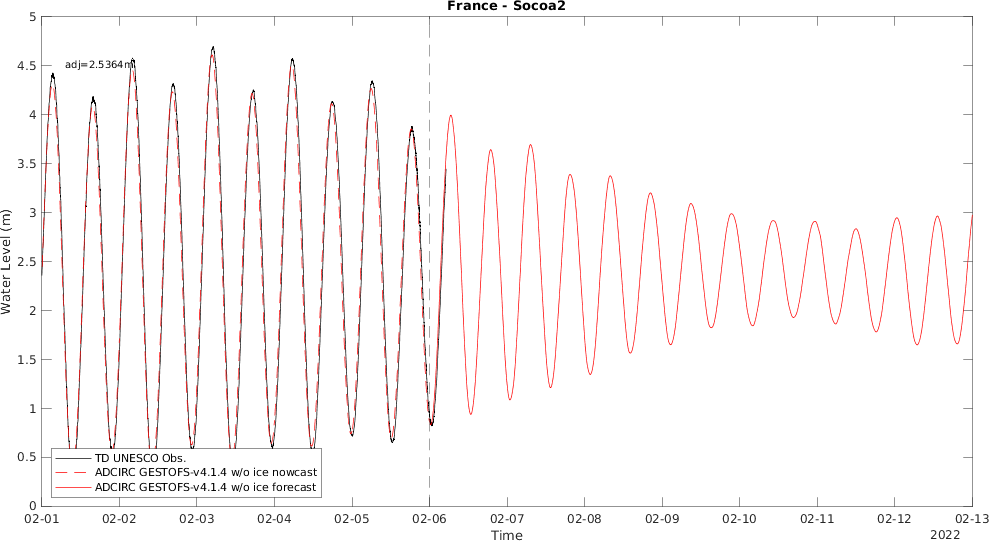 France - Socoa2
adj=2.5364m
Water Level (m)
5
4.5
4
3.5
3
2.5
2
1.5
1
0.5
0
TD UNESCO Obs.
ADCIRC GESTOFS-v4.1.4 w/o ice nowcast
ADCIRC GESTOFS-v4.1.4 w/o ice forecast
02-01 02-02 02-03 02-04 02-05 02-06 02-07 02-08 02-09 02-10 02-11 02-12 02-13
Time
2022